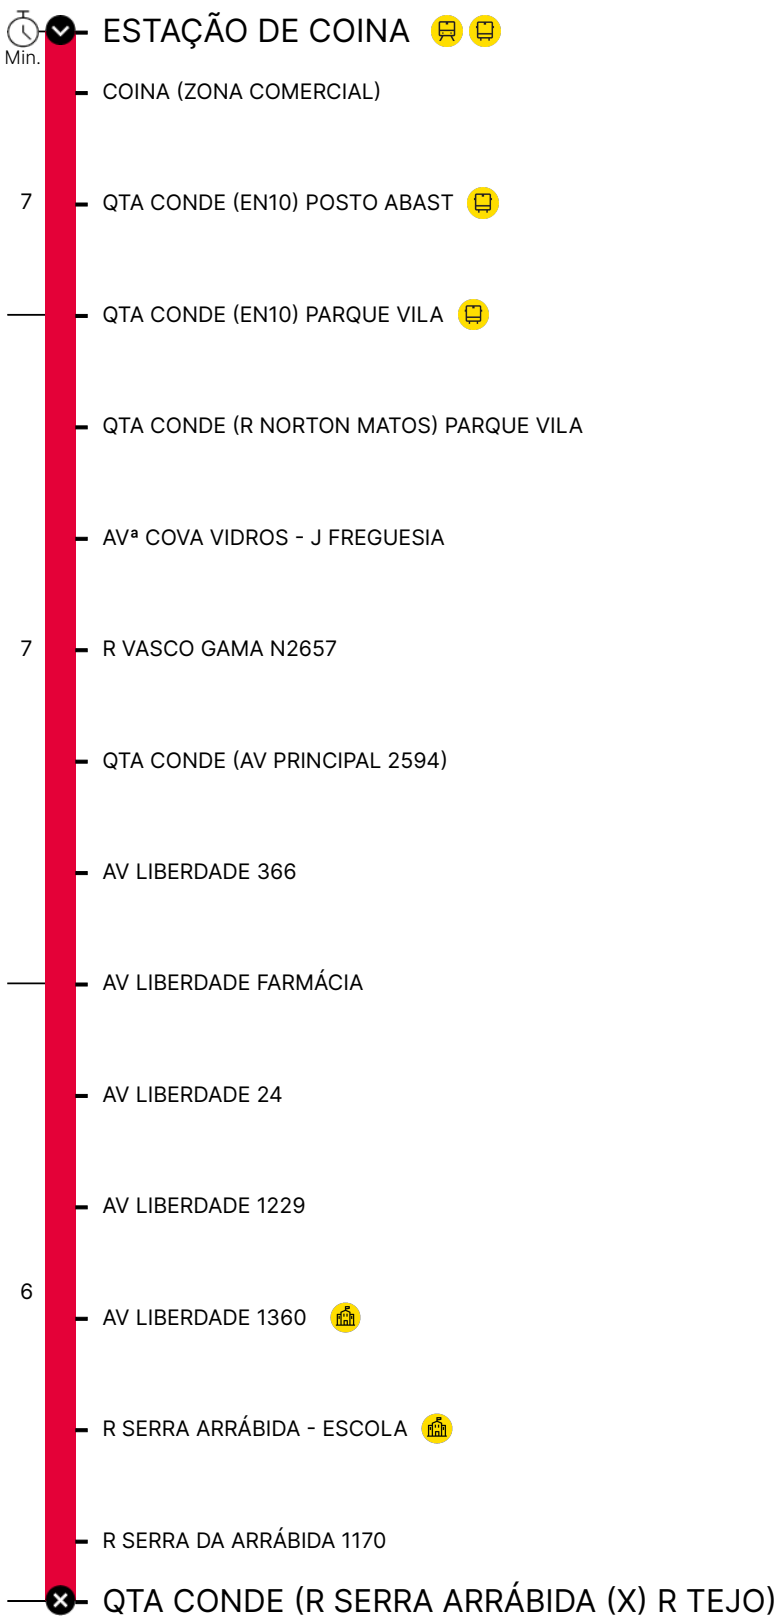 ESTAÇÃO DE COINA
Min.
COINA (ZONA COMERCIAL)
7
QTA CONDE (EN10) POSTO ABAST
QTA CONDE (EN10) PARQUE VILA
QTA CONDE (R NORTON MATOS) PARQUE VILA
AVª COVA VIDROS - J FREGUESIA
7
R VASCO GAMA N2657
QTA CONDE (AV PRINCIPAL 2594)
AV LIBERDADE 366
AV LIBERDADE FARMÁCIA
AV LIBERDADE 24
AV LIBERDADE 1229
6
AV LIBERDADE 1360
R SERRA ARRÁBIDA - ESCOLA
R SERRA DA ARRÁBIDA 1170
QTA CONDE (R SERRA ARRÁBIDA (X) R TEJO)